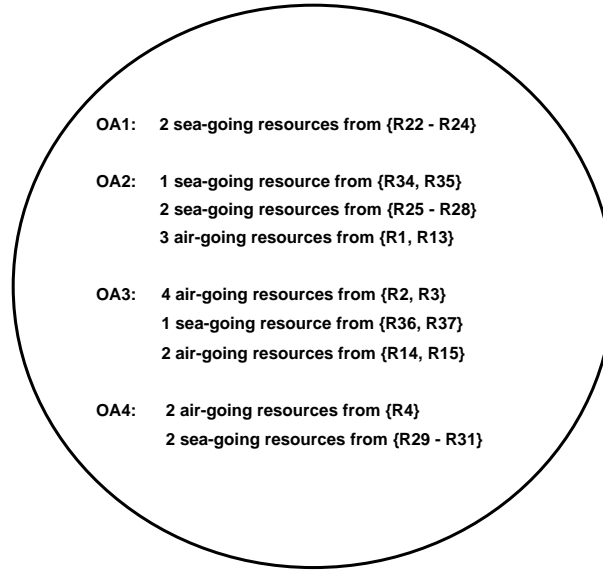 OA1: 2 sea-going resources from {R22 - R24}
OA2: 1 sea-going resource from {R34, R35}
2 sea-going resources from {R25 - R28}
3 air-going resources from {R1, R13}
OA3: 4 air-going resources from {R2, R3}
1 sea-going resource from {R36, R37}
2 air-going resources from {R14, R15}
OA4: 2 air-going resources from {R4}
2 sea-going resources from {R29 - R31}